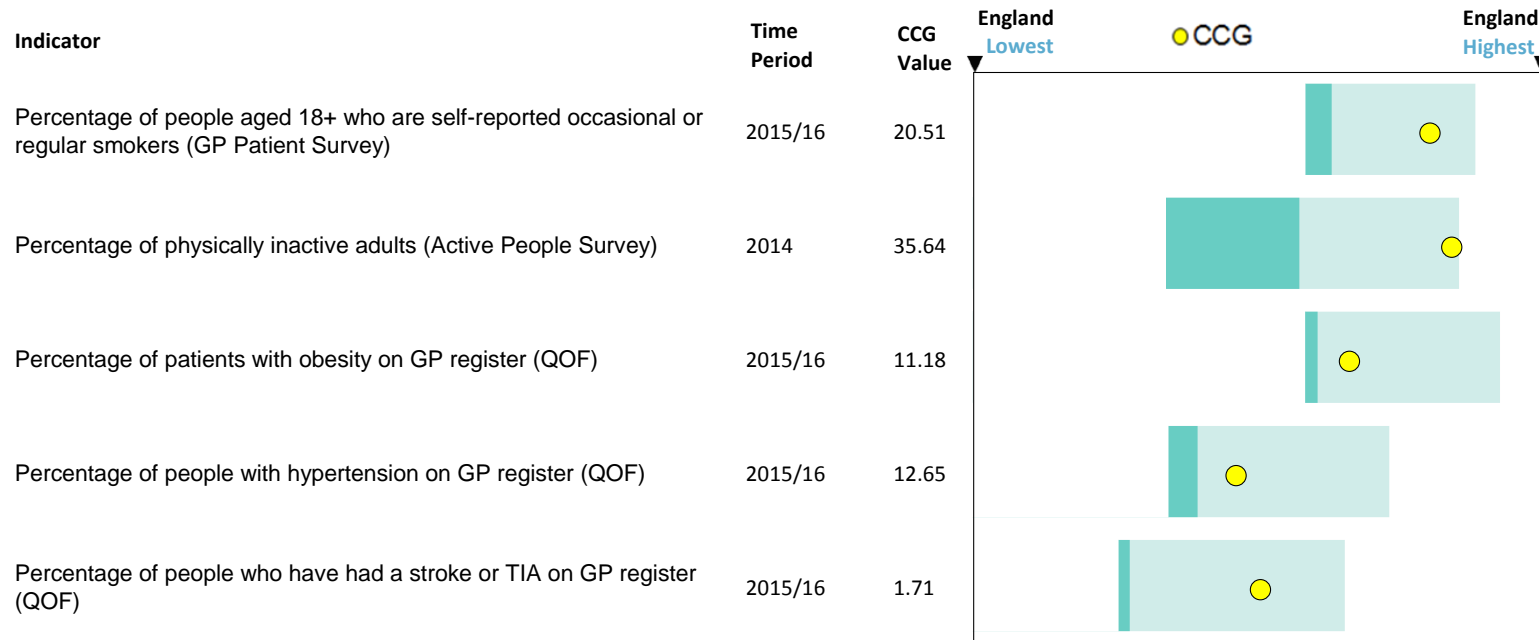 Indicator
Time
Period
CCG
Value
England
Lowest
CCG
England
Highest
Percentage of people aged 18+ who are self-reported occasional or
regular smokers (GP Patient Survey)
2015/16
20.51
Percentage of physically inactive adults (Active People Survey)
2014
35.64
Percentage of patients with obesity on GP register (QOF)
2015/16
11.18
Percentage of people with hypertension on GP register (QOF)
2015/16
12.65
Percentage of people who have had a stroke or TIA on GP register
(QOF)
2015/16
1.71